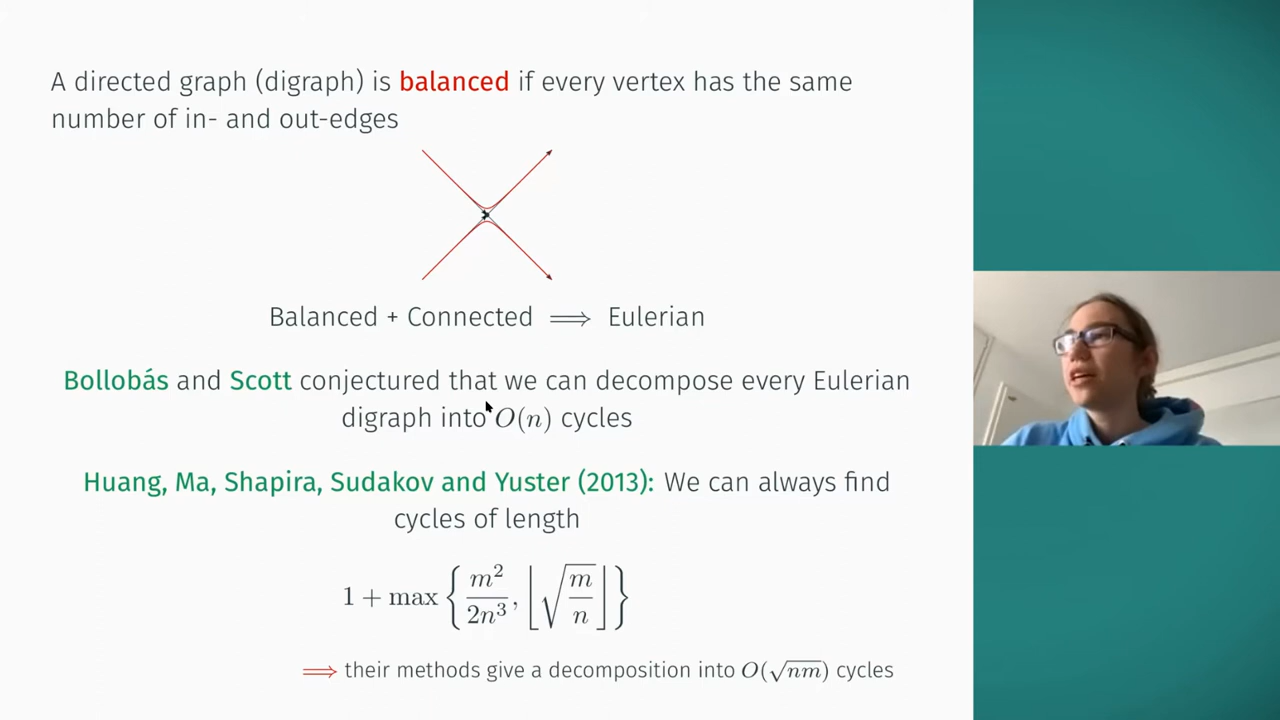 A directed graph (digraph) is balanced if every vertex has the same
number of in- and out-edges
Balanced + Connected ⟹ Eulerian
Bollobás and Scott conjectured that we can decompose every Eulerian
digraph into O(n) cycles
Huang, Ma, Shapira, Sudakov and Yuster (2013): We can always find
cycles of length
1 + max { m²/2n³, ⌊√(m/n)⌋ }
⟹ their methods give a decomposition into O(√nm) cycles